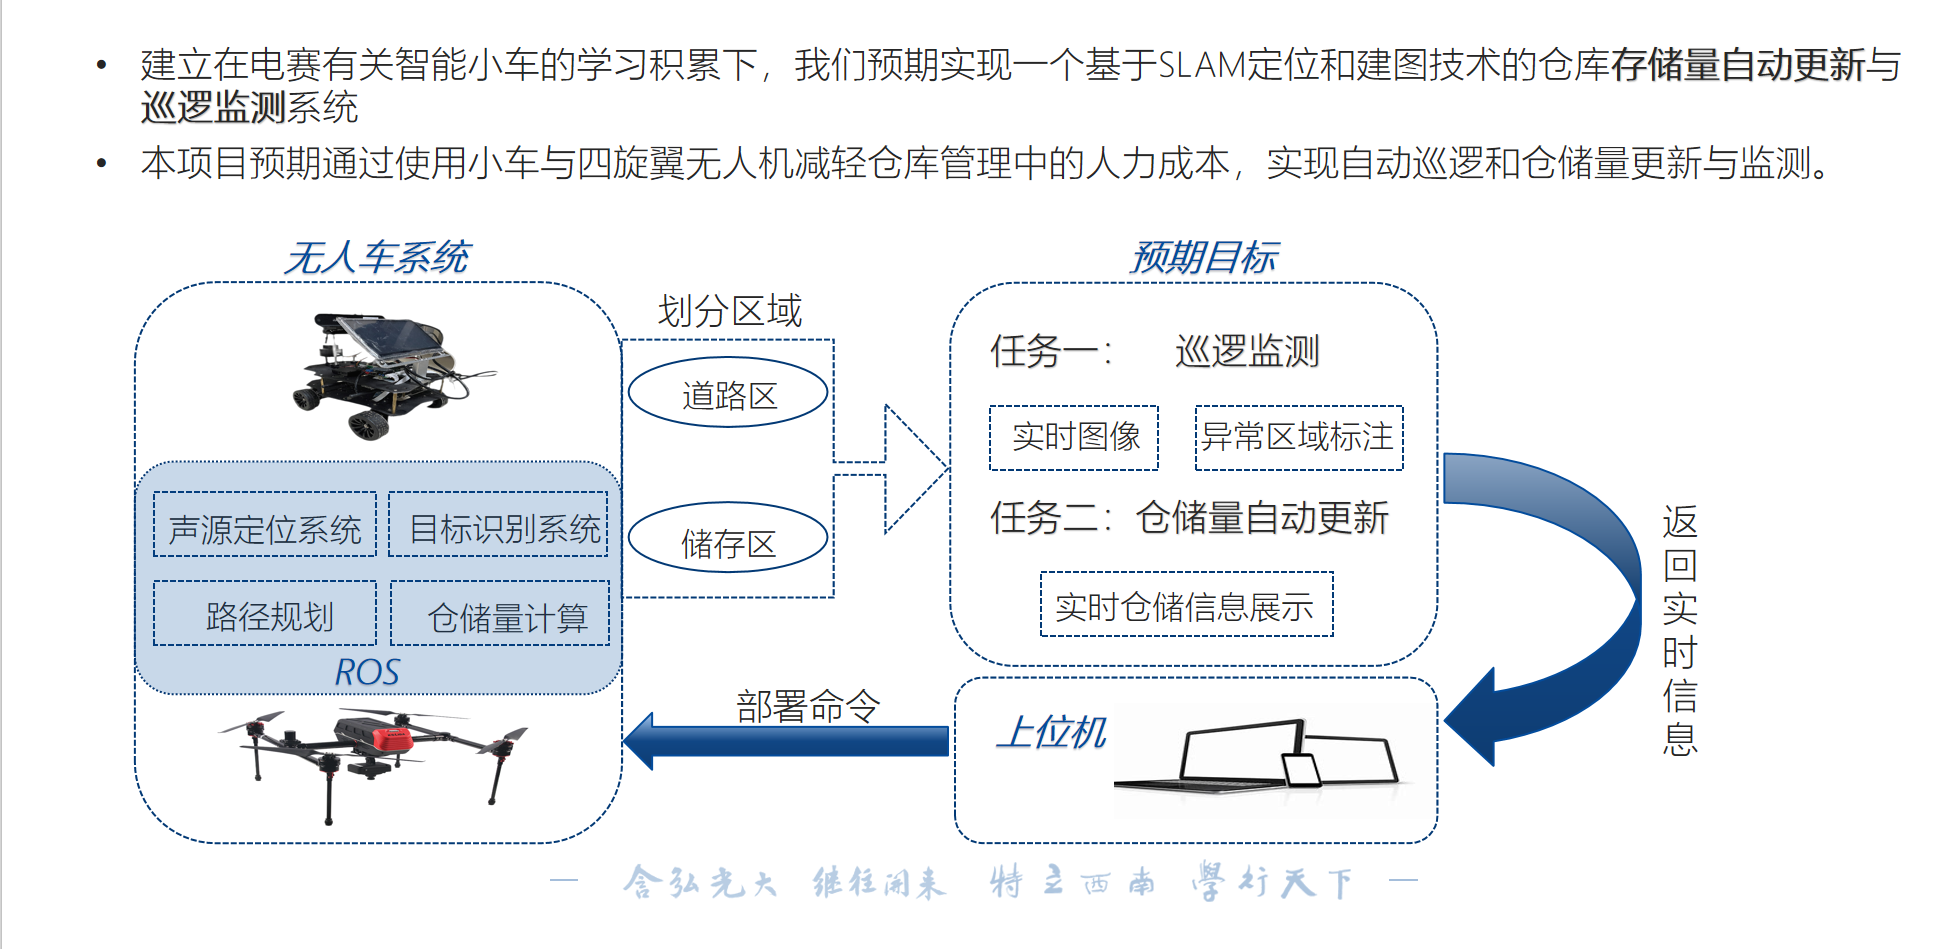 建立在电赛有关智能小车的学习积累下，我们预期实现一个基于SLAM定位和建图技术的仓库存储量自动更新与
巡逻监测系统
本项目预期通过使用小车与四旋翼无人机减轻仓库管理中的人力成本，实现自动巡逻和仓储量更新与监测。
无人车系统
声源定位系统
目标识别系统
路径规划
仓储量计算
ROS
划分区域
道路区
储存区
预期目标
任务一： 巡逻监测
实时图像
异常区域标注
任务二：仓储量自动更新
实时仓储信息展示
返回实时信息
部署命令
上位机
含弘光大 继往开来 特立西南 學行天下